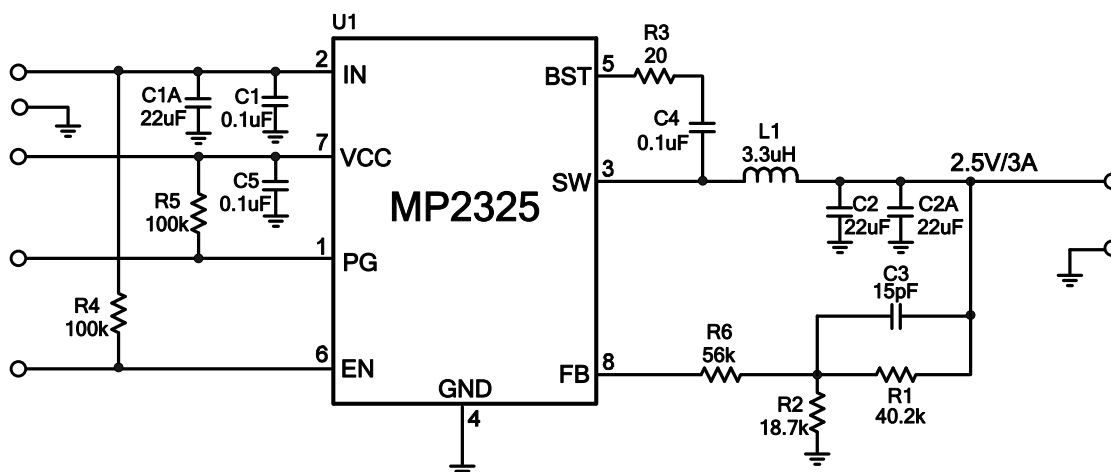 U1
MP2325
2
IN
7
VCC
1
PG
6
EN
GND
4
5
BST
3
SW
8
FB
C1A
22uF
C1
0.1uF
C5
0.1uF
R5
100k
R4
100k
R3
20
C4
0.1uF
L1
3.3uH
2.5V/3A
C2
22uF
C2A
22uF
C3
15pF
R6
56k
R2
18.7k
R1
40.2k